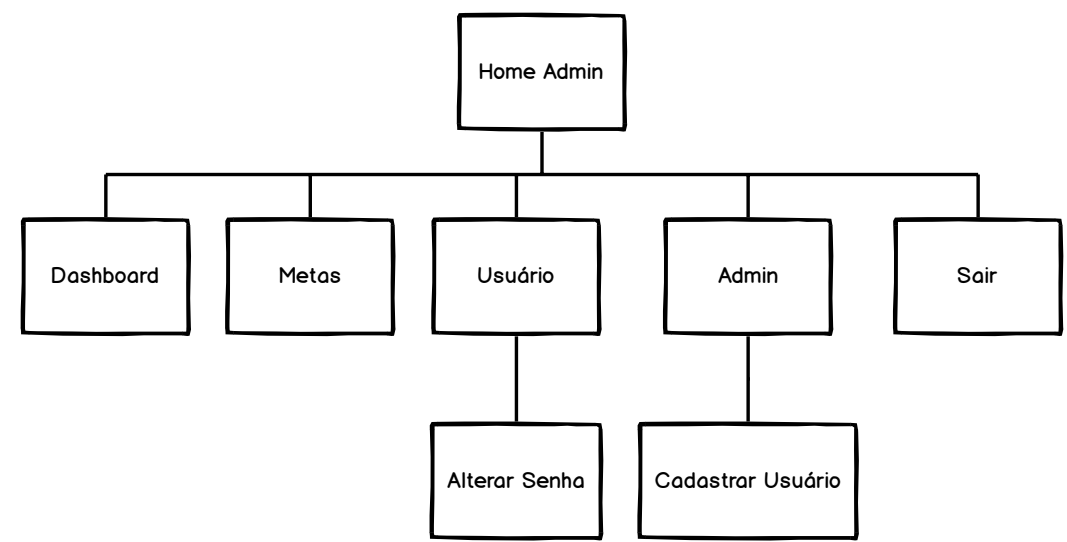 Home Admin
Dashboard
Metas
Usuário
Admin
Sair
Alterar Senha
Cadastrar Usuário